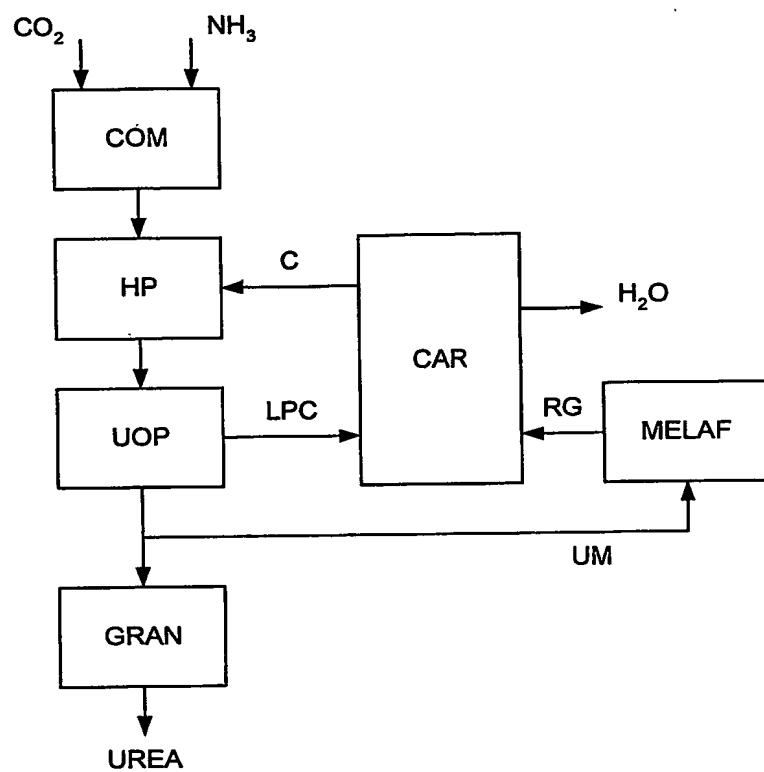 CO₂ NH₃
COM
HP
C
CAR
H₂O
UOP
LPC
RG
MELAF
UM
GRAN
UREA